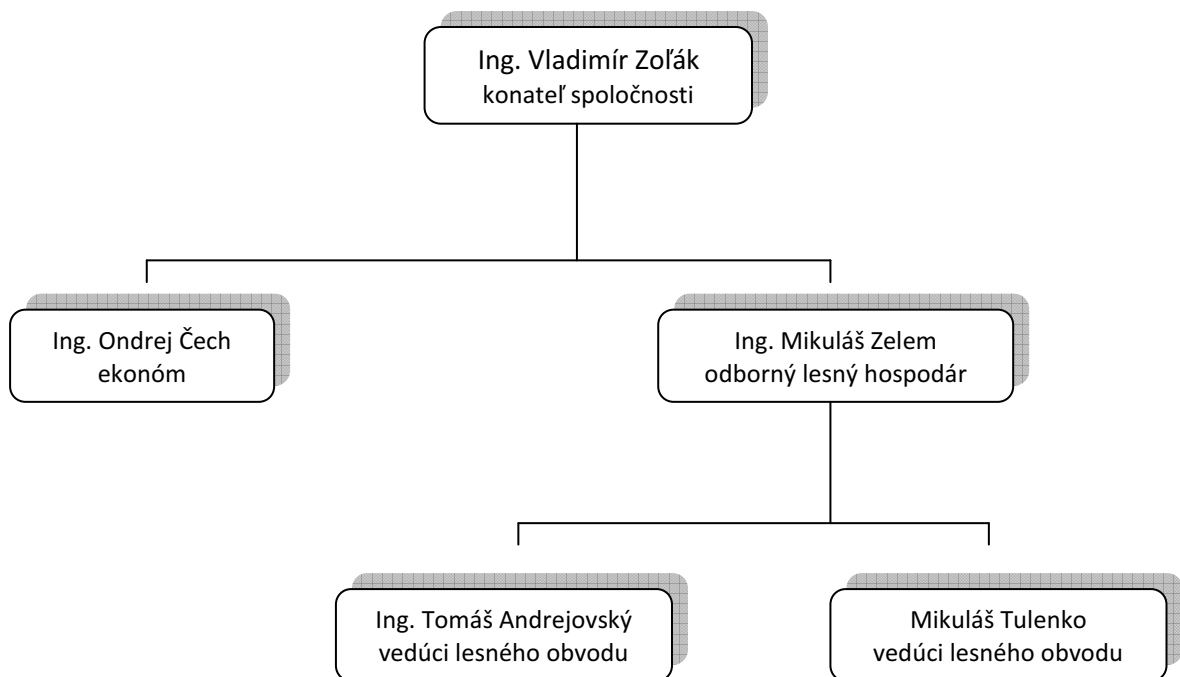 Ing. Vladimír Zoľák
konateľ spoločnosti
Ing. Ondrej Čech
ekonóm
Ing. Mikuláš Zelem
odborný lesný hospodár
Ing. Tomáš Andrejovský
vedúci lesného obvodu
Mikuláš Tulenko
vedúci lesného obvodu